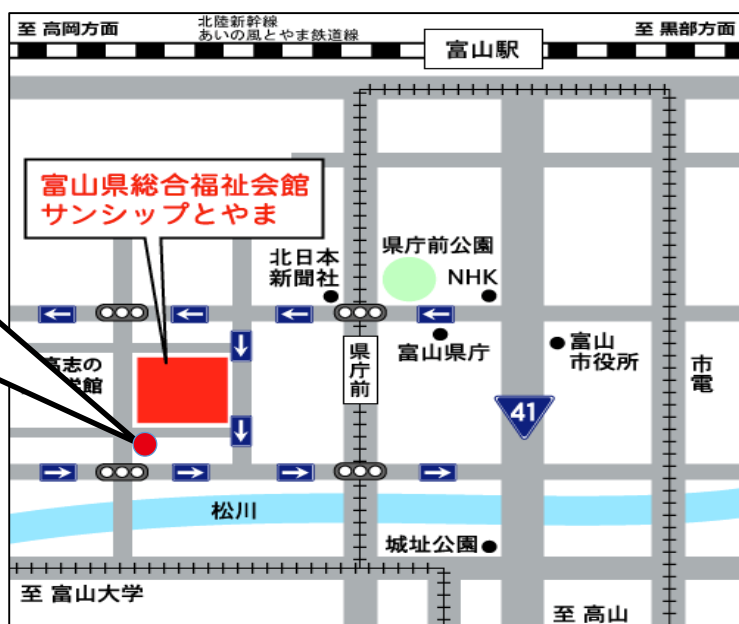 至 高岡方面
北陸新幹線
あいの風とやま鉄道線
富山駅
至 黒部方面
富山県総合福祉会館
サンシップとやま
北日本
新聞社
県庁前公園
NHK
富山県庁
富山
市役所
県庁前
市電
高志の
館
41
松川
城址公園
至 富山大学
至 高山